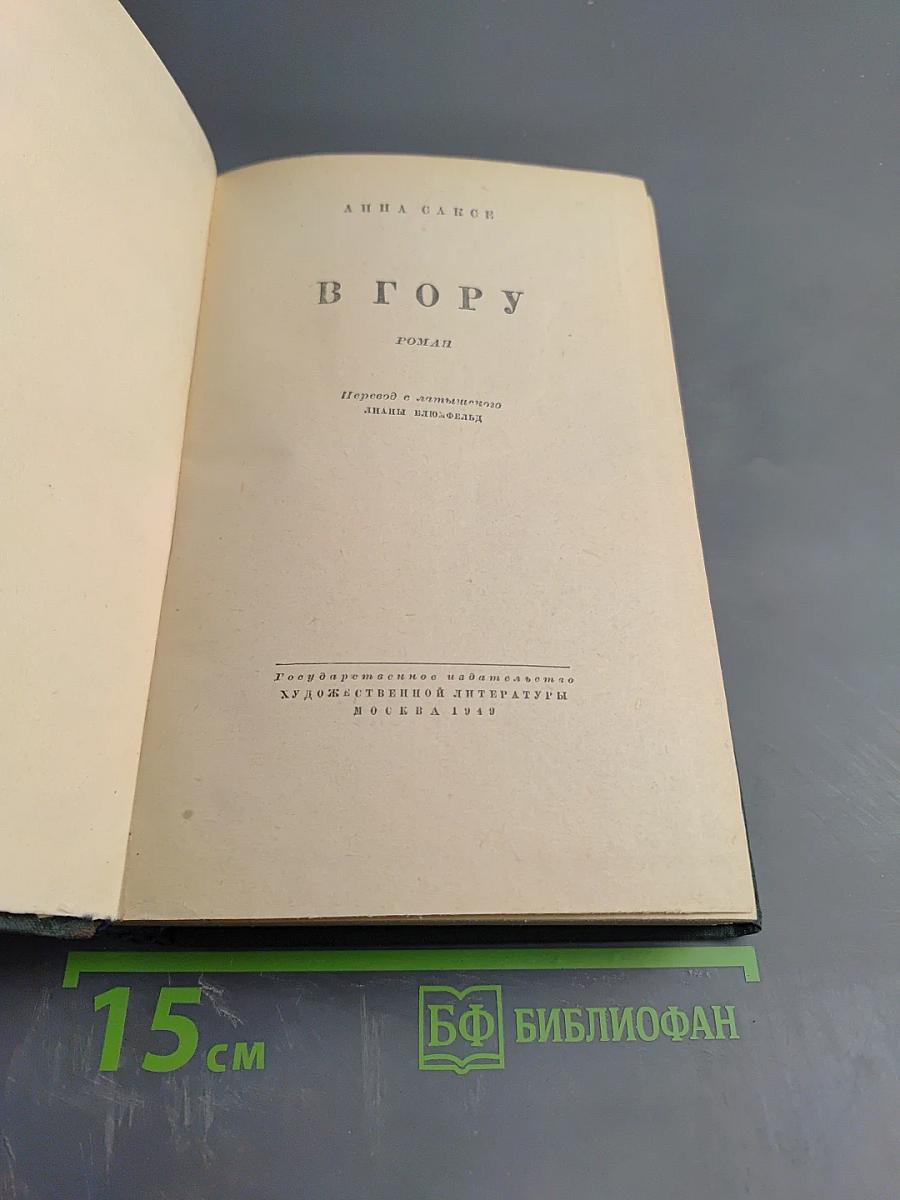 АННА САКСЕ
В ГОРУ
РОМАН
Перевод с латышского
ЛИАНЫ БЛЮМФЕЛЬД
Государственное издательство
ХУДОЖЕСТВЕННОЙ ЛИТЕРАТУРЫ
МОСКВА 1949
15 см
БФ БИБЛИОФАН